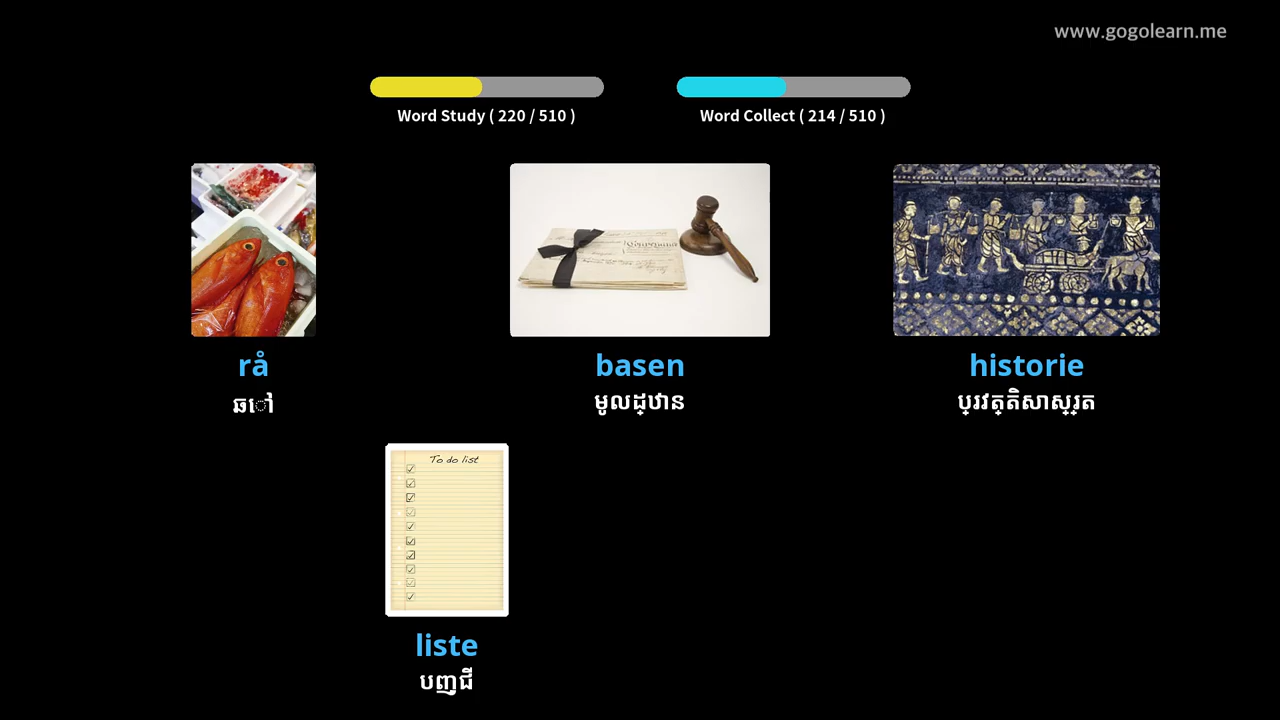 www.gogolearn.me
Word Study ( 220 / 510 )
Word Collect ( 214 / 510 )
rå
basen
historie
ឆៅ
មូលដ្ឋាន
ប្រវត្តិសាស្រ្ត
To do list
liste
បញ្ជី